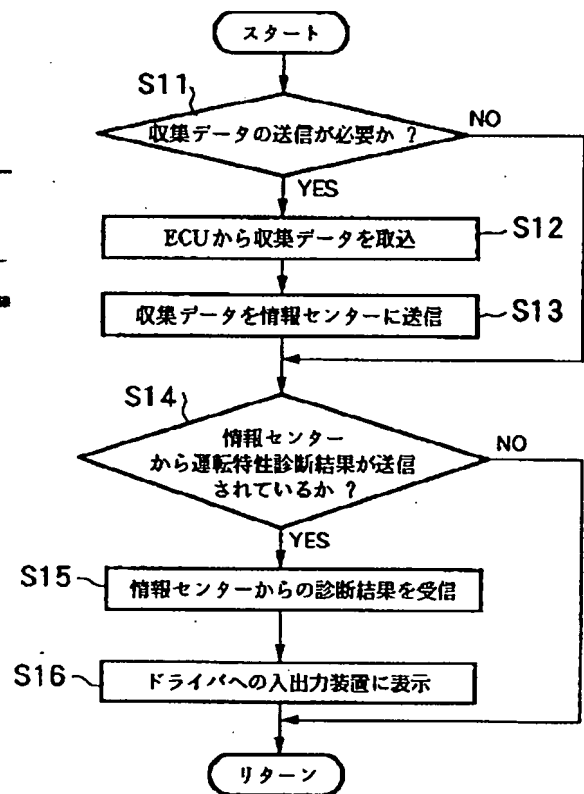 スタート
S11
収集データの送信が必要か ?
NO
YES
ECUから収集データを取込
S12
収集データを情報センターに送信
S13
S14
情報センター
から運転特性診断結果が送信
されているか ?
NO
YES
S15
情報センターからの診断結果を受信
S16
ドライバへの入出力装置に表示
リターン